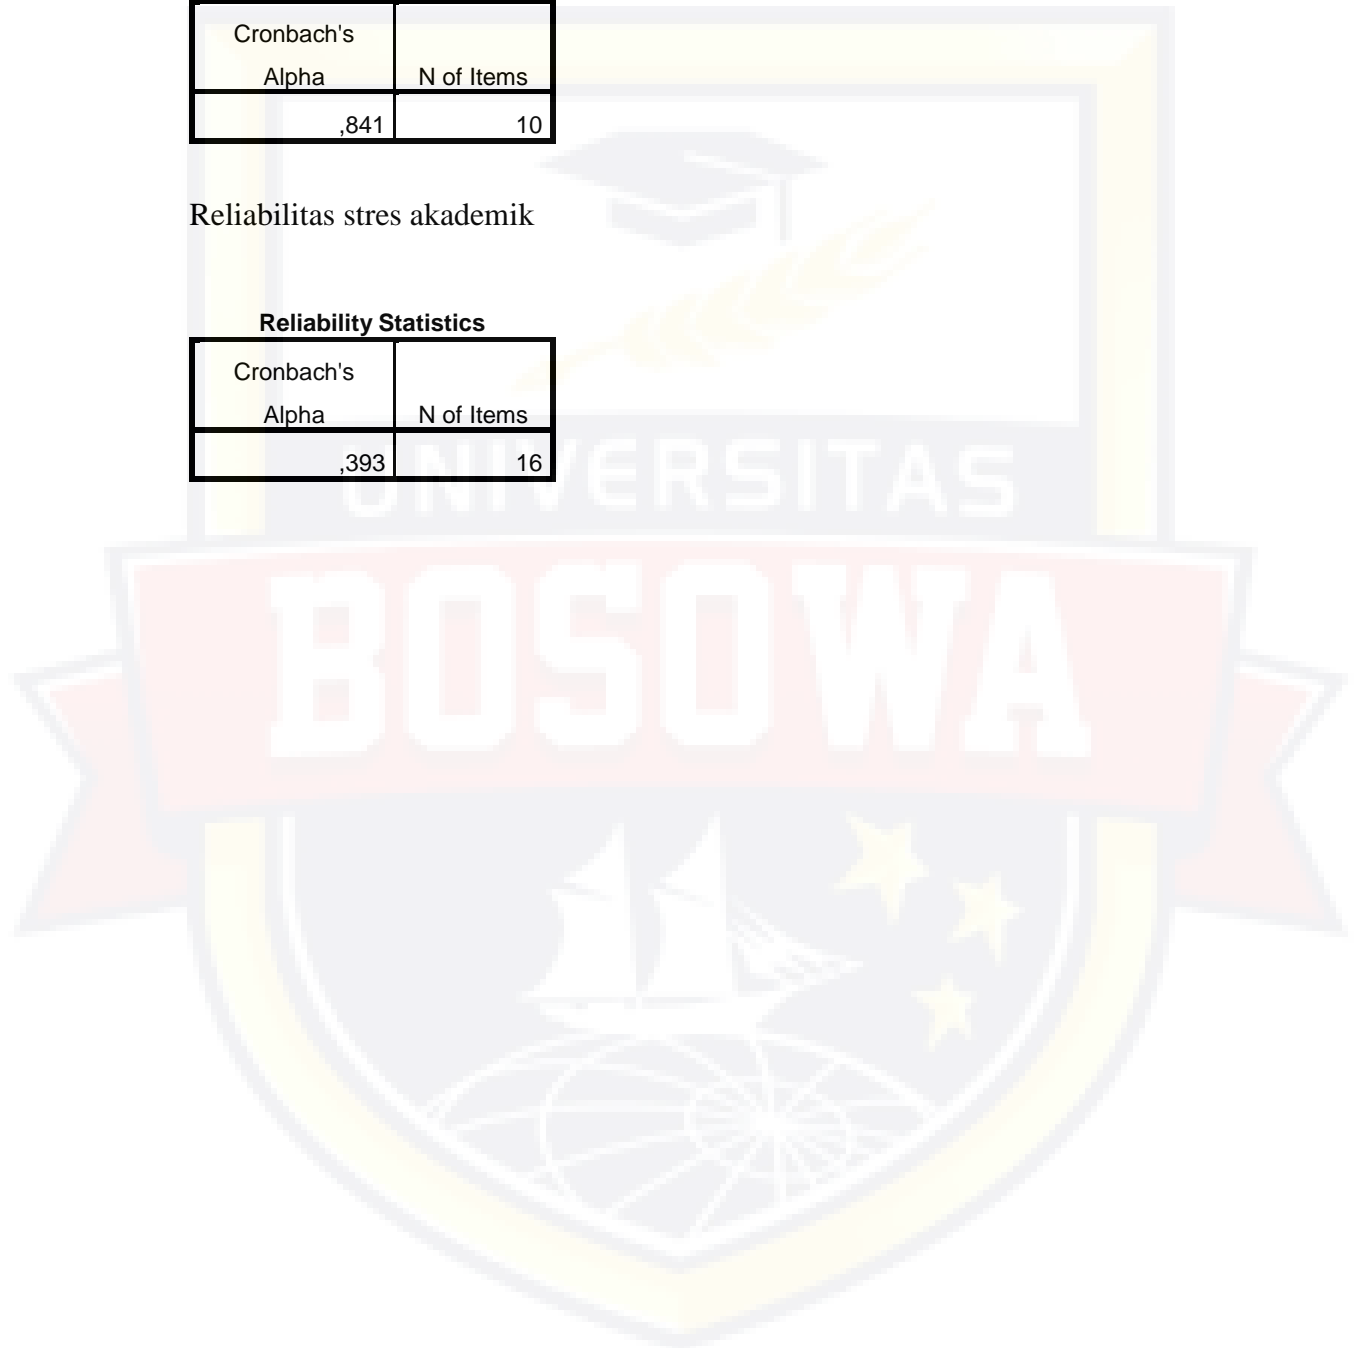 Cronbach's
Alpha N of Items
,841 10
Reliabilitas stres akademik
Reliability Statistics
Cronbach's
Alpha N of Items
,393 16
UNIVERSITAS
BOSOWA